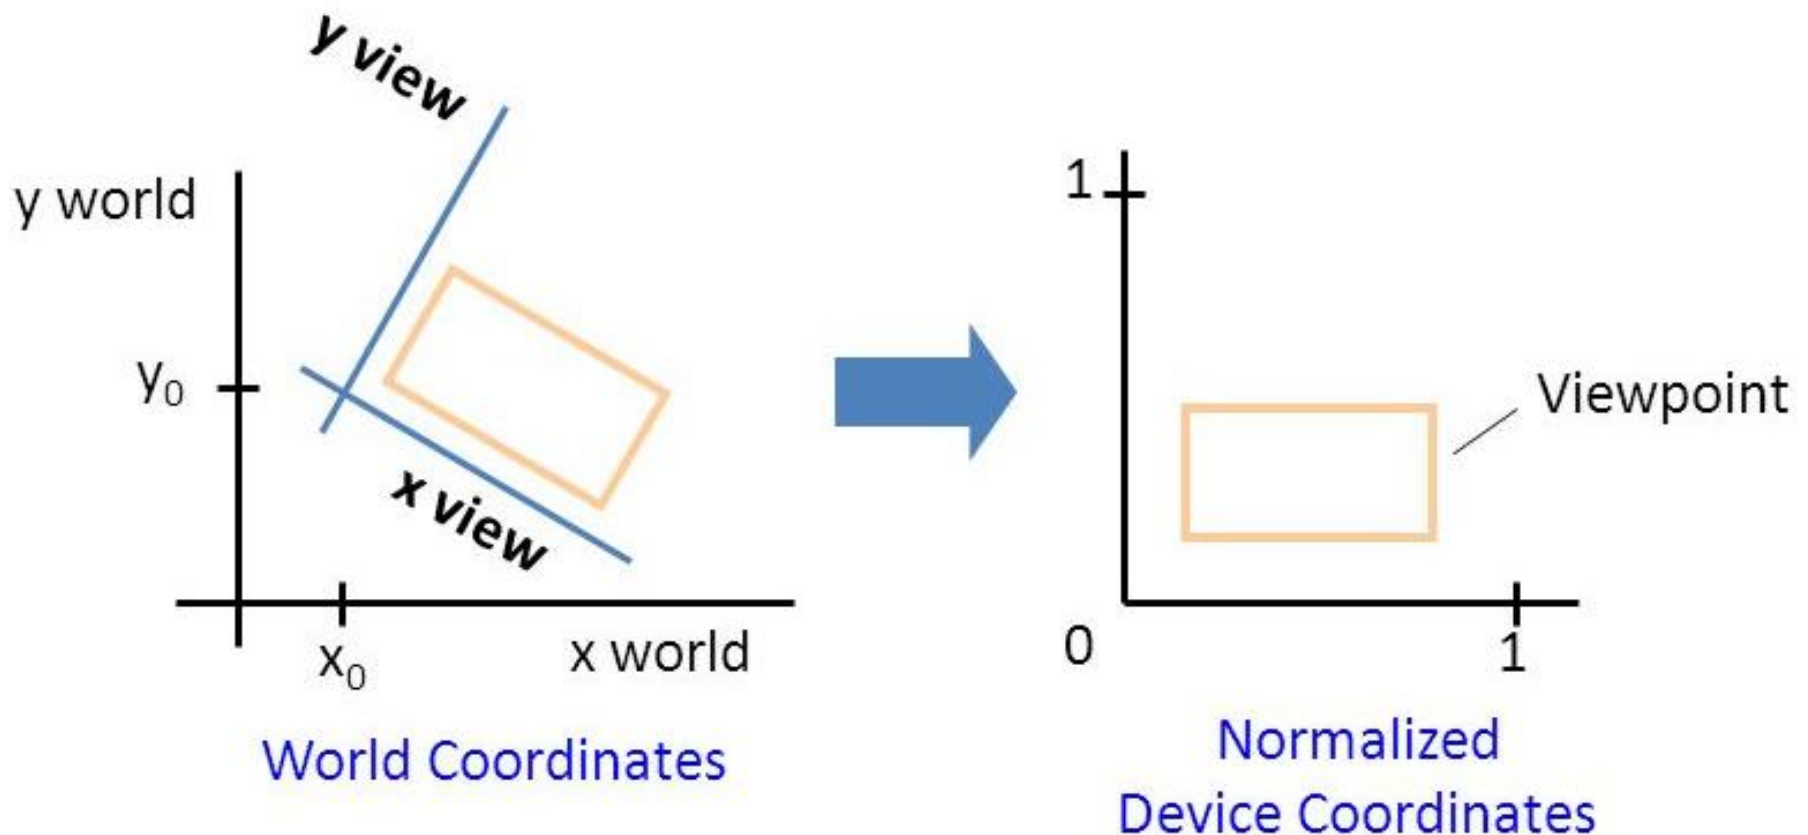 y view
y world
y₀
x view
x₀
x world
World Coordinates
1
Viewpoint
0
1
Normalized
Device Coordinates